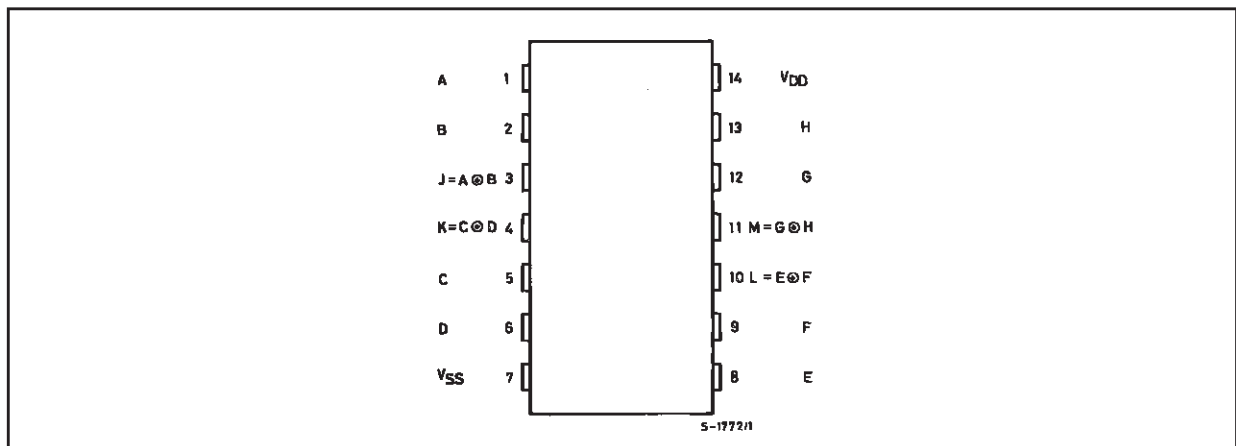 A 1 14 VDD
B 2 13 H
J=A⊕B 3 12 G
K=C⊕D 4 11 M=G⊕H
C 5 10 L=E⊕F
D 6 9 F
VSS 7 8 E
S-1772/1